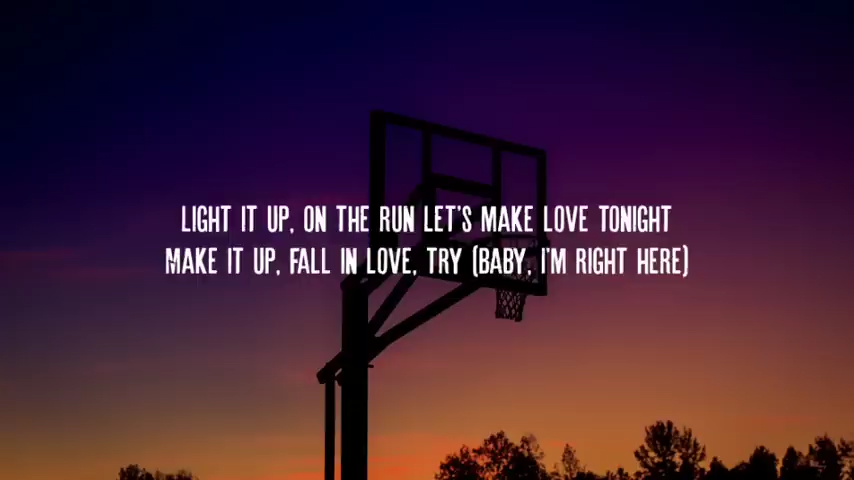 LIGHT IT UP, ON THE RUN LET'S MAKE LOVE TONIGHT
MAKE IT UP, FALL IN LOVE, TRY (BABY, I'M RIGHT HERE)